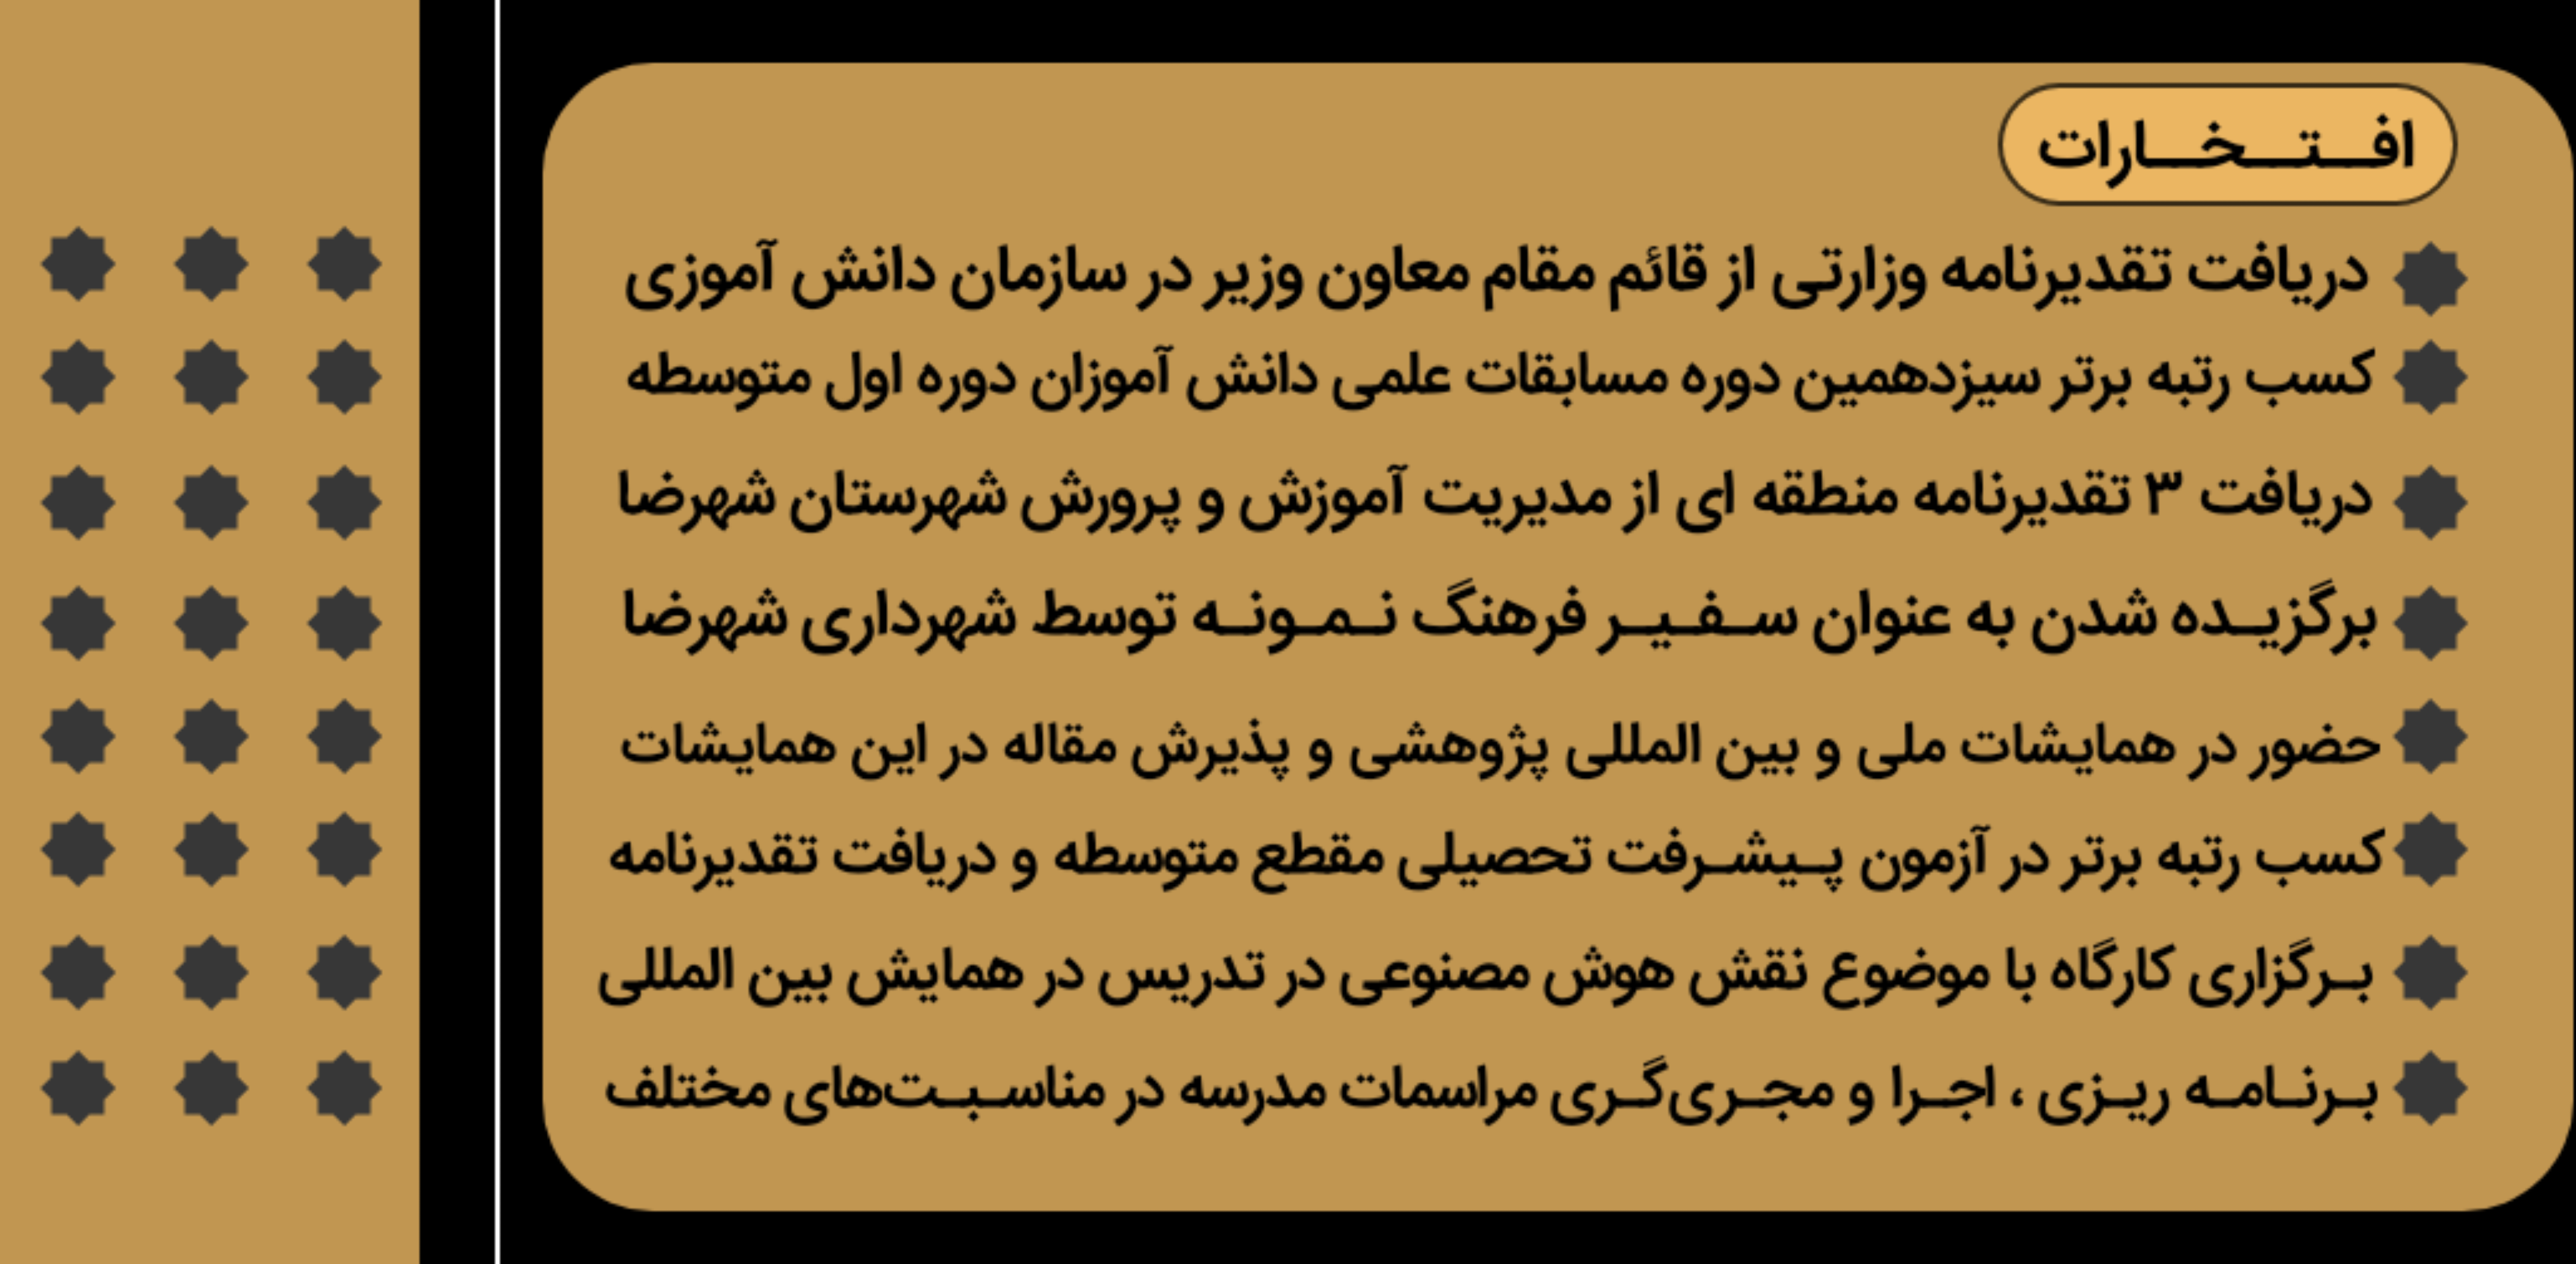 افتخارات
دریافت تقدیرنامه وزارتی از قائم مقام معاون وزیر در سازمان دانش آموزی
کسب رتبه برتر سیزدهمین دوره مسابقات علمی دانش آموزان دوره اول متوسطه
دریافت ۳ تقدیرنامه منطقه ای از مدیریت آموزش و پرورش شهرستان شهرضا
برگزیده شدن به عنوان سفیر فرهنگ نمونه توسط شهرداری شهرضا
حضور در همایشات ملی و بین المللی پژوهشی و پذیرش مقاله در این همایشات
کسب رتبه برتر در آزمون پیشرفت تحصیلی مقطع متوسطه و دریافت تقدیرنامه
برگزاری کارگاه با موضوع نقش هوش مصنوعی در تدریس در همایش بین المللی
برنامه ریزی ، اجرا و مجری‌گری مراسمات مدرسه در مناسبت‌های مختلف